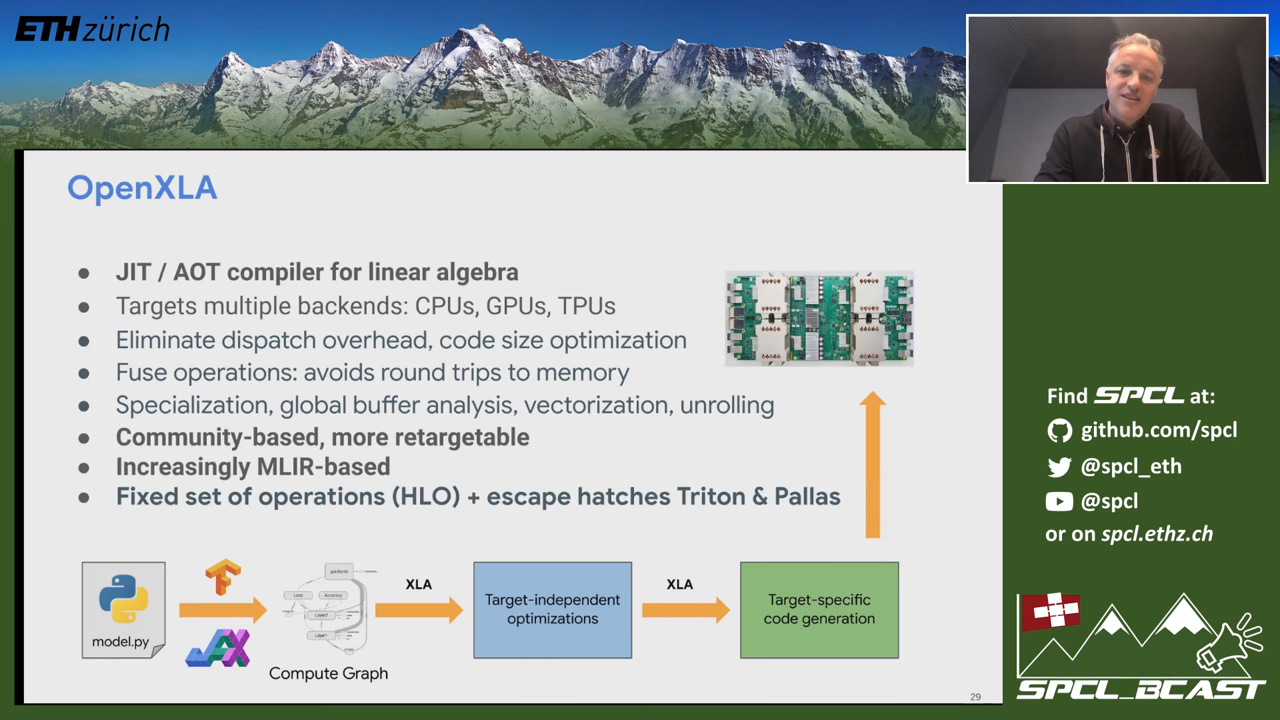 ETH zürich
OpenXLA
● JIT / AOT compiler for linear algebra
● Targets multiple backends: CPUs, GPUs, TPUs
● Eliminate dispatch overhead, code size optimization
● Fuse operations: avoids round trips to memory
● Specialization, global buffer analysis, vectorization, unrolling
● Community-based, more retargetable
● Increasingly MLIR-based
● Fixed set of operations (HLO) + escape hatches Triton & Pallas
model.py
JAX
Compute Graph
XLA
Target-independent
optimizations
XLA
Target-specific
code generation
29
Find SPCL at:
github.com/spcl
@spcl_eth
@spcl
or on spcl.ethz.ch
SPCL_BCAST